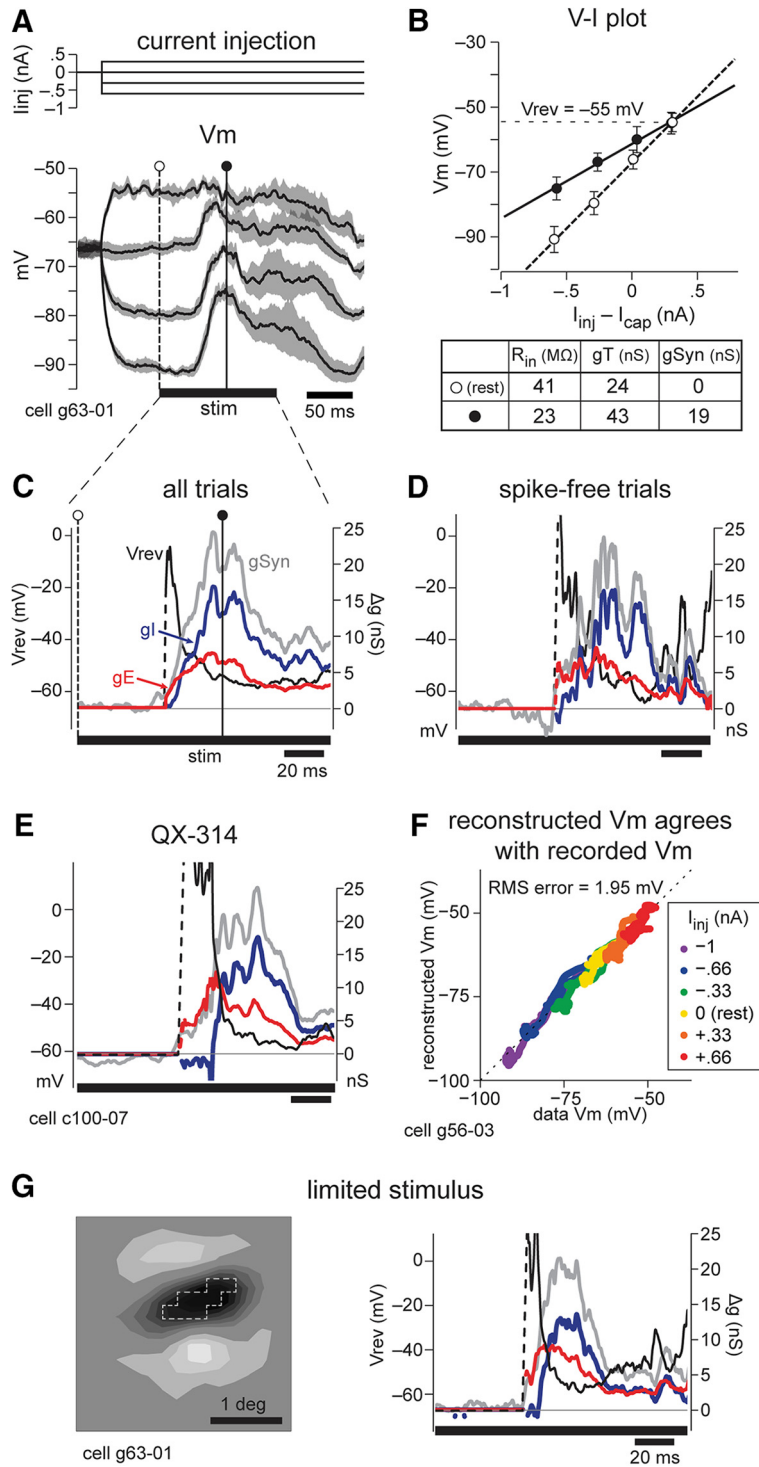 A
current injection
Iinj (nA)
.5
0
−.5
−1
Vm
−50
−60
mV
−70
−80
−90
cell g63-01
stim
50 ms
B
V-I plot
−30
−50
−70
−90
Vm (mV)
Vrev = −55 mV
−1
−.5
0
.5
Iinj − Icap (nA)
Rin (MΩ) gT (nS) gSyn (nS)
(rest) 41 24 0
23 43 19
C
all trials
0
−20
−40
−60
Vrev (mV)
Vrev
gSyn
gI
gE
25
20
15
10
5
0
Δg (nS)
stim
20 ms
D
spike-free trials
0
−20
−40
−60
mV
25
20
15
10
5
0
nS
E
QX-314
0
−20
−40
−60
mV
25
20
15
10
5
0
nS
cell c100-07
F
reconstructed Vm agrees
with recorded Vm
RMS error = 1.95 mV
reconstructed Vm (mV)
−50
−75
−100
−100
−75
−50
data Vm (mV)
Iinj (nA)
−1
−.66
−.33
0 (rest)
+.33
+.66
cell g56-03
G
limited stimulus
1 deg
cell g63-01
Vrev (mV)
0
−20
−40
−60
25
20
15
10
5
0
Δg (nS)
20 ms